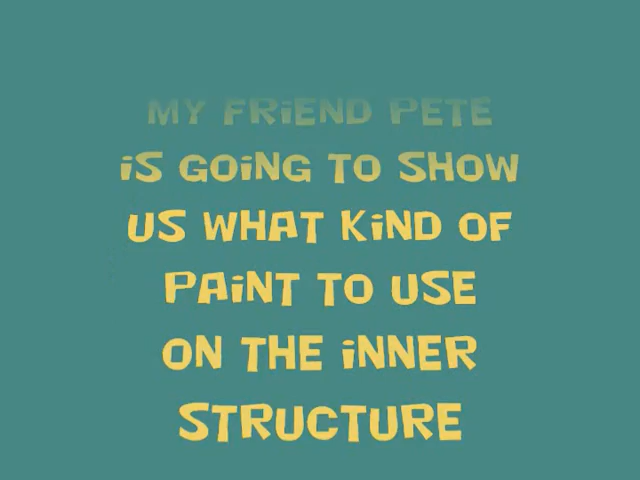 MY FRIEND PETE
IS GOING TO SHOW
US WHAT KIND OF
PAINT TO USE
ON THE INNER
STRUCTURE